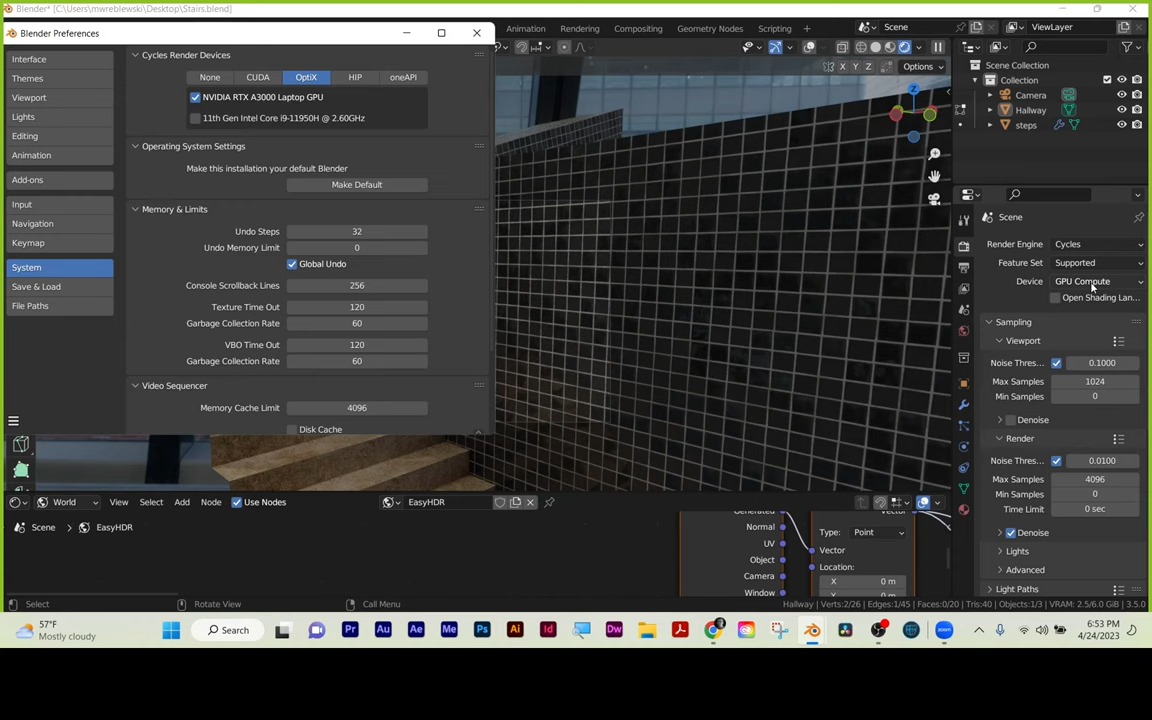 Blender* [C:\Users\mwreblewski\Desktop\Stairs.blend]
Blender Preferences
Animation
Rendering
Compositing
Geometry Nodes
Scripting
+
Scene
ViewLayer
Interface
Themes
Viewport
Lights
Editing
Animation
Add-ons
Input
Navigation
Keymap
System
Save & Load
File Paths
Cycles Render Devices
None
CUDA
OptiX
HIP
oneAPI
NVIDIA RTX A3000 Laptop GPU
11th Gen Intel Core i9-11950H @ 2.60GHz
Operating System Settings
Make this installation your default Blender
Make Default
Memory & Limits
Undo Steps 32
Undo Memory Limit 0
Global Undo
Console Scrollback Lines 256
Texture Time Out 120
Garbage Collection Rate 60
VBO Time Out 120
Garbage Collection Rate 60
Video Sequencer
Memory Cache Limit 4096
Disk Cache
X Y Z
Options
Z
Scene Collection
Collection
Camera
Hallway
steps
Scene
Render Engine Cycles
Feature Set Supported
Device GPU Compute
Open Shading Lan...
Sampling
Viewport
Noise Thres... 0.1000
Max Samples 1024
Min Samples 0
Denoise
Render
Noise Thres... 0.0100
Max Samples 4096
Min Samples 0
Time Limit 0 sec
Denoise
Lights
Advanced
Light Paths
World
View
Select
Add
Node
Use Nodes
EasyHDR
Scene > EasyHDR
Normal
UV
Object
Camera
Window
Type: Point
Vector
Location:
X 0 m
Select
Rotate View
Call Menu
Hallway | Verts:2/26 | Edges:1/45 | Faces:0/20 | Tris:40 | Objects:1/3 | VRAM: 2.5/6.0 GiB | 3.5.0
57°F
Mostly cloudy
Search
Pr
Au
Ae
Me
Ps
Ai
Id
Dw
zoom
6:53 PM
4/24/2023